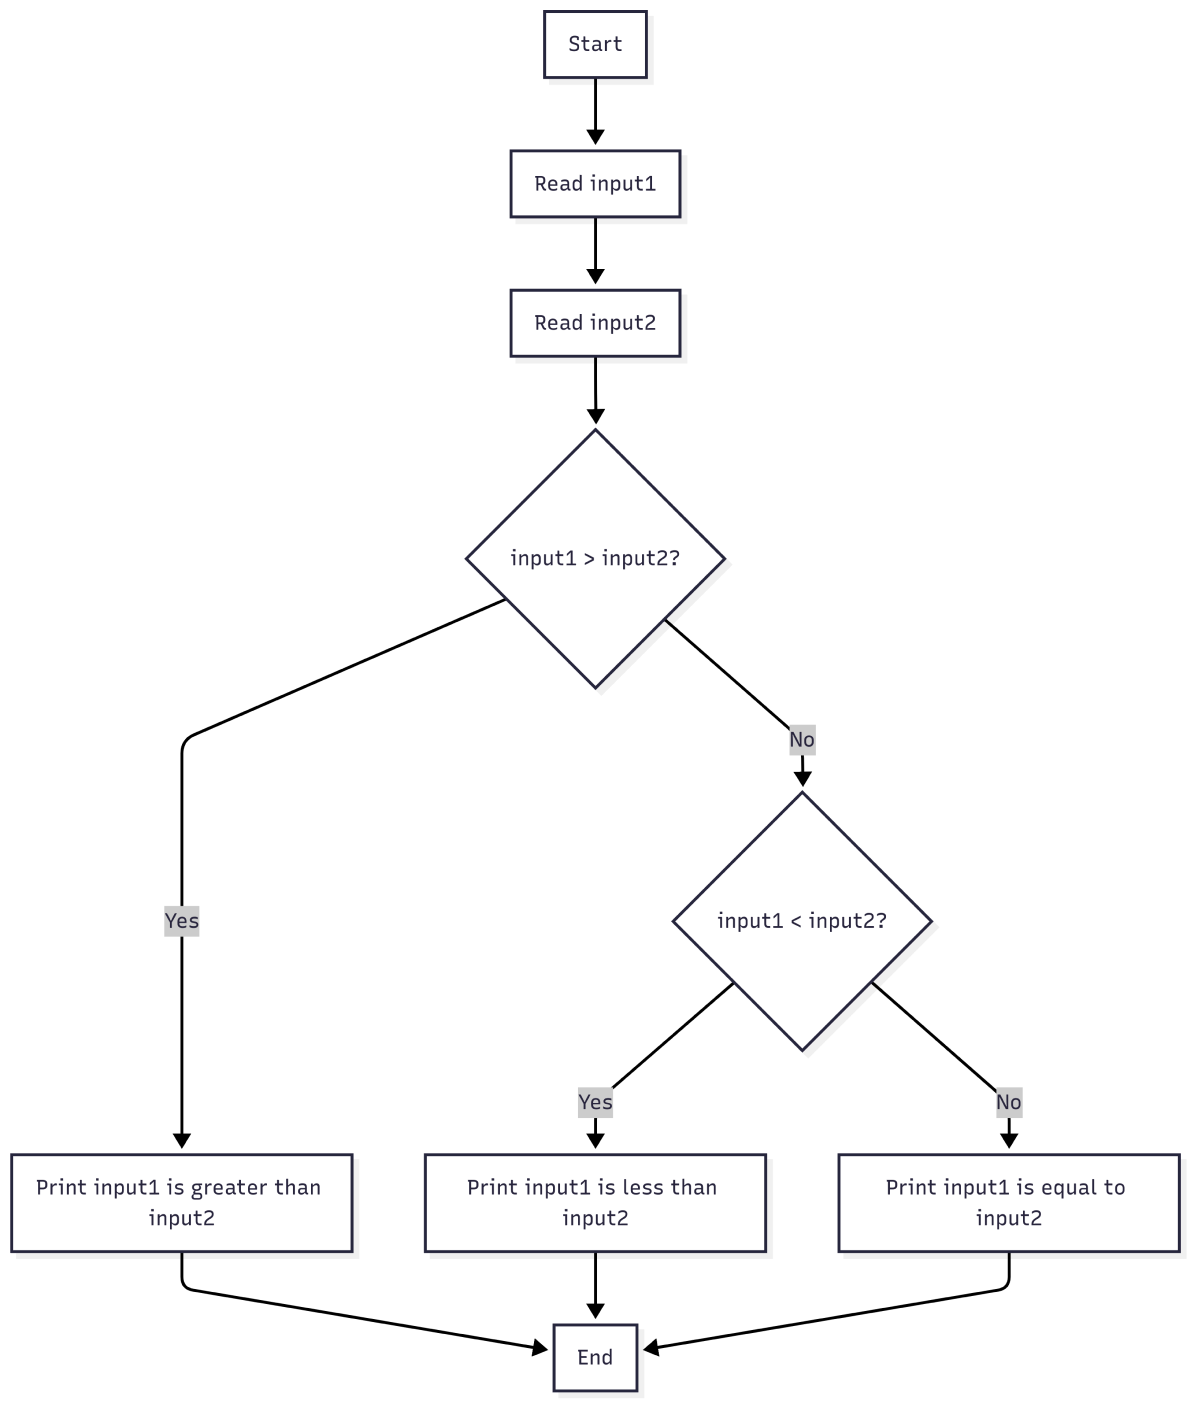 Start
Read input1
Read input2
input1 > input2?
No
Yes
input1 < input2?
Yes
No
Print input1 is greater than
input2
Print input1 is less than
input2
Print input1 is equal to
input2
End